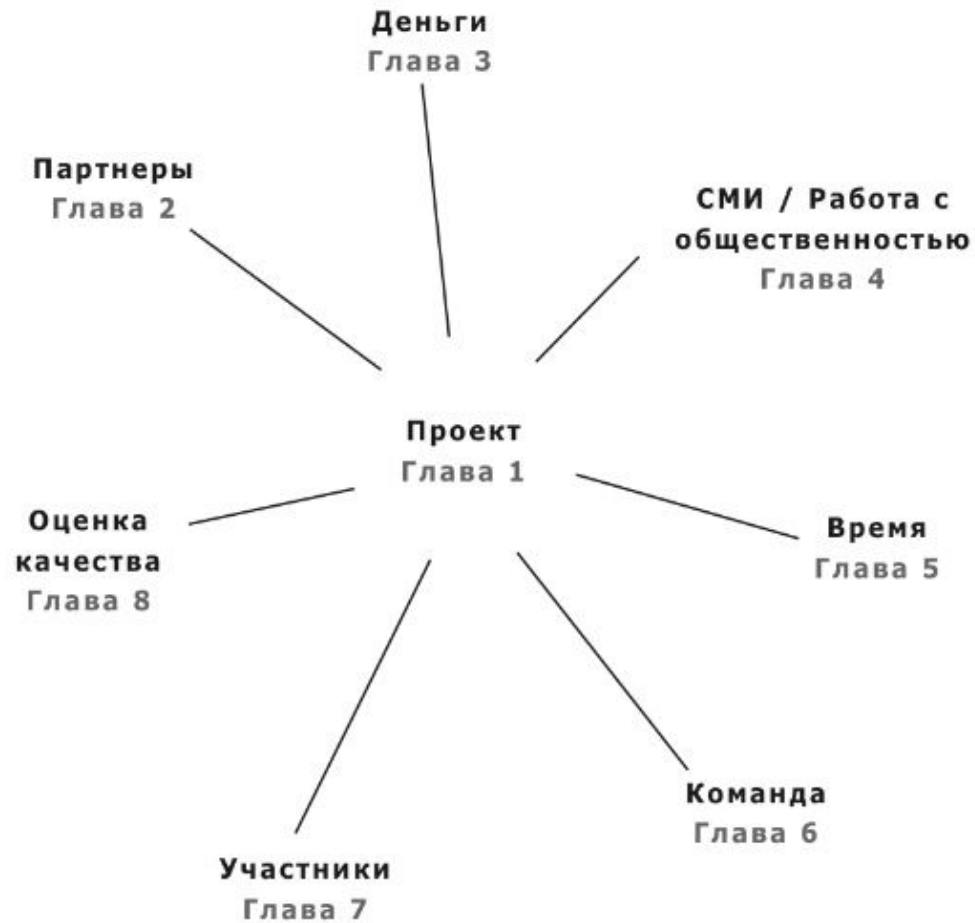 Деньги
Глава 3
Партнеры
Глава 2
СМИ / Работа с
общественностью
Глава 4
Проект
Глава 1
Оценка
качества
Глава 8
Время
Глава 5
Команда
Глава 6
Участники
Глава 7